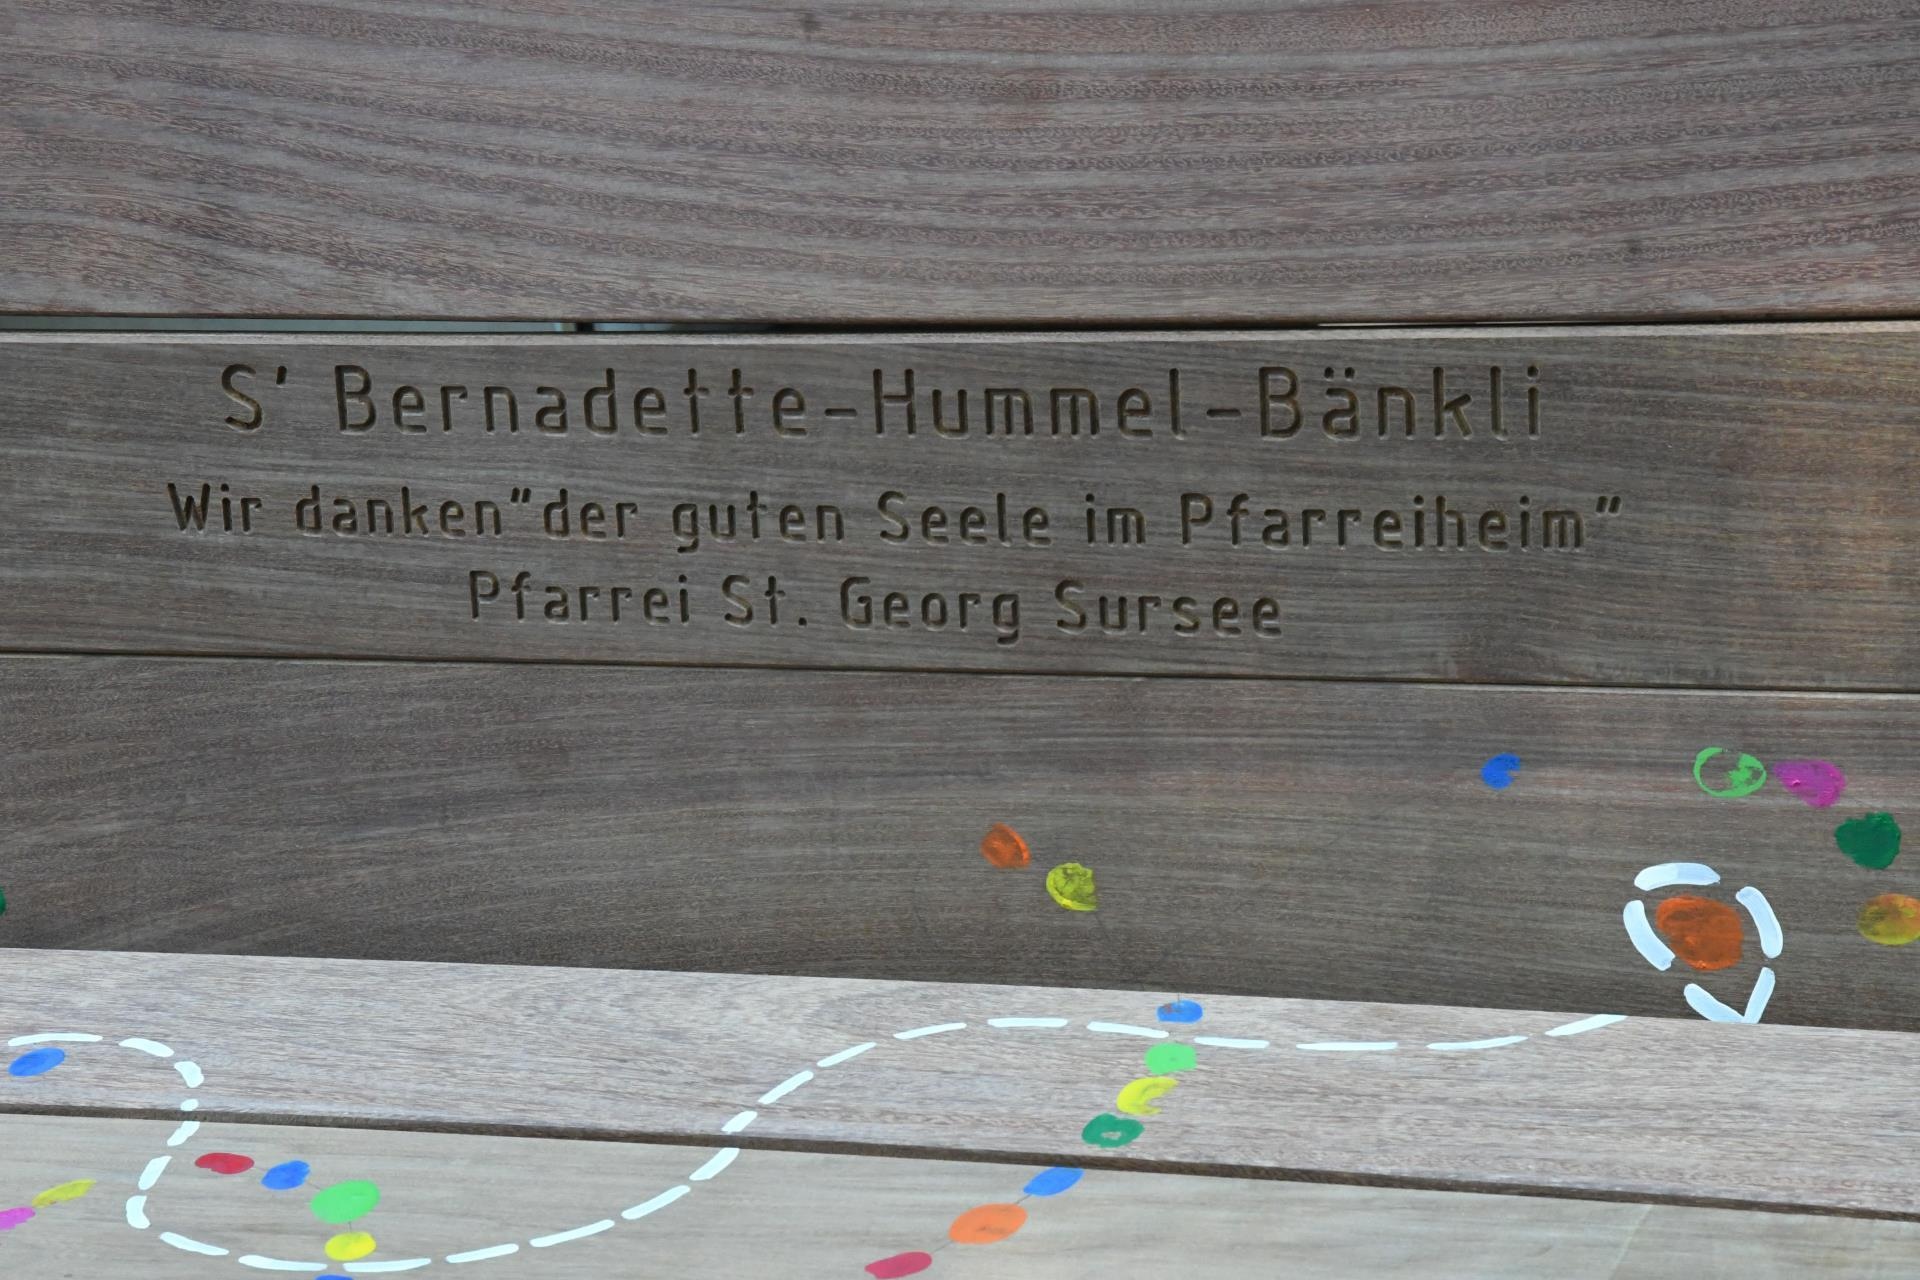 S' Bernadette-Hummel-Bänkli
Wir danken"der guten Seele im Pfarreiheim"
Pfarrei St. Georg Sursee